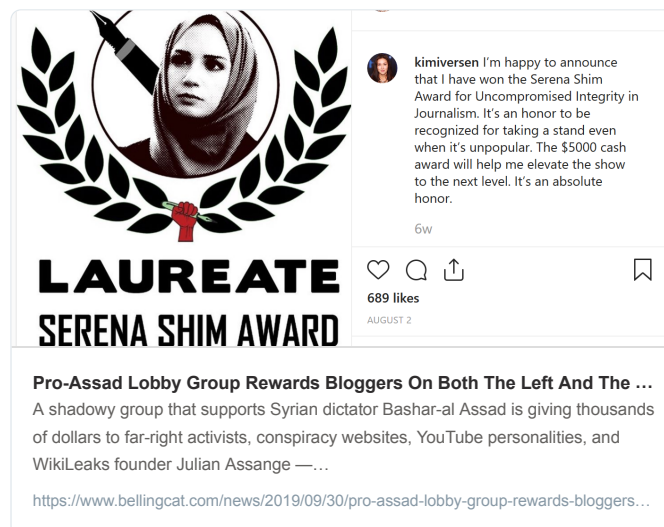 LAUREATE
SERENA SHIM AWARD
kimiversen I'm happy to announce
that I have won the Serena Shim
Award for Uncompromised Integrity in
Journalism. It's an honor to be
recognized for taking a stand even
when it's unpopular. The $5000 cash
award will help me elevate the show
to the next level. It's an absolute
honor.
6w
689 likes
AUGUST 2
Pro-Assad Lobby Group Rewards Bloggers On Both The Left And The ...
A shadowy group that supports Syrian dictator Bashar-al Assad is giving thousands
of dollars to far-right activists, conspiracy websites, YouTube personalities, and
WikiLeaks founder Julian Assange —...
https://www.bellingcat.com/news/2019/09/30/pro-assad-lobby-group-rewards-bloggers...